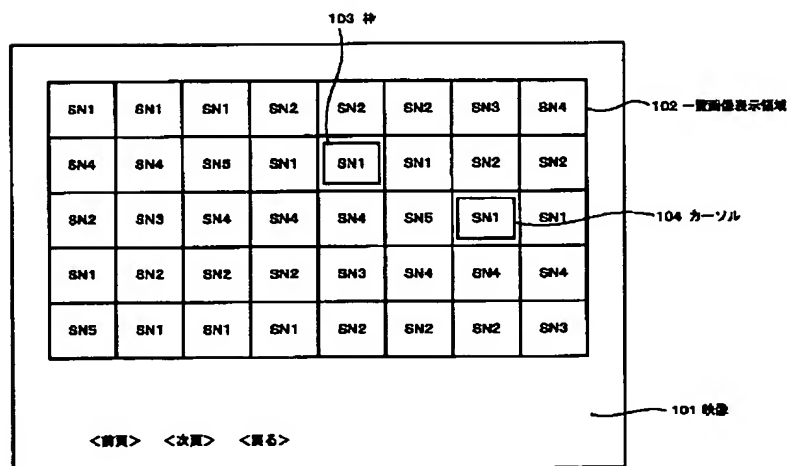 103 枠
SN1 SN1 SN1 SN2 SN2 SN2 SN3 SN4
102 一覧画像表示領域
SN4 SN4 SN5 SN1 SN1 SN1 SN2 SN2
SN2 SN3 SN4 SN4 SN4 SN5 SN1 SN1
104 カーソル
SN1 SN2 SN2 SN2 SN3 SN4 SN4 SN4
SN5 SN1 SN1 SN1 SN2 SN2 SN2 SN3
101 映像
<前頁> <次頁> <戻る>